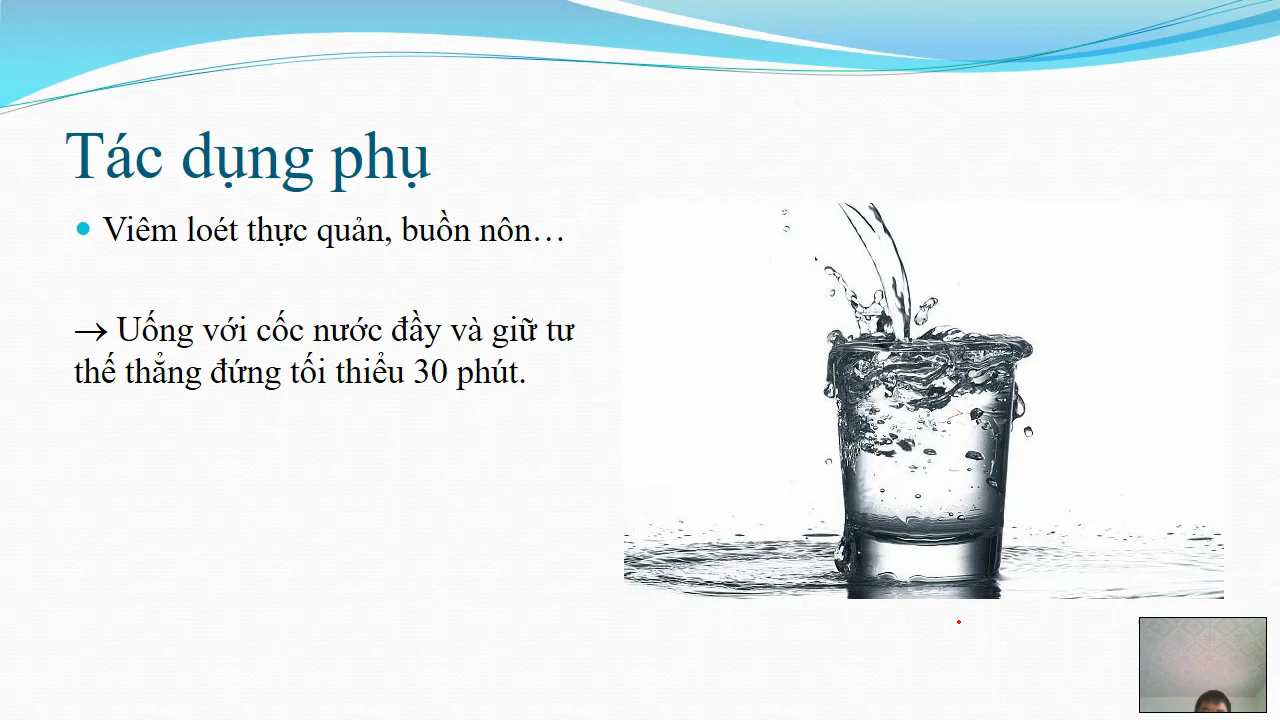 Tác dụng phụ
Viêm loét thực quản, buồn nôn…
→ Uống với cốc nước đầy và giữ tư
thế thẳng đứng tối thiểu 30 phút.